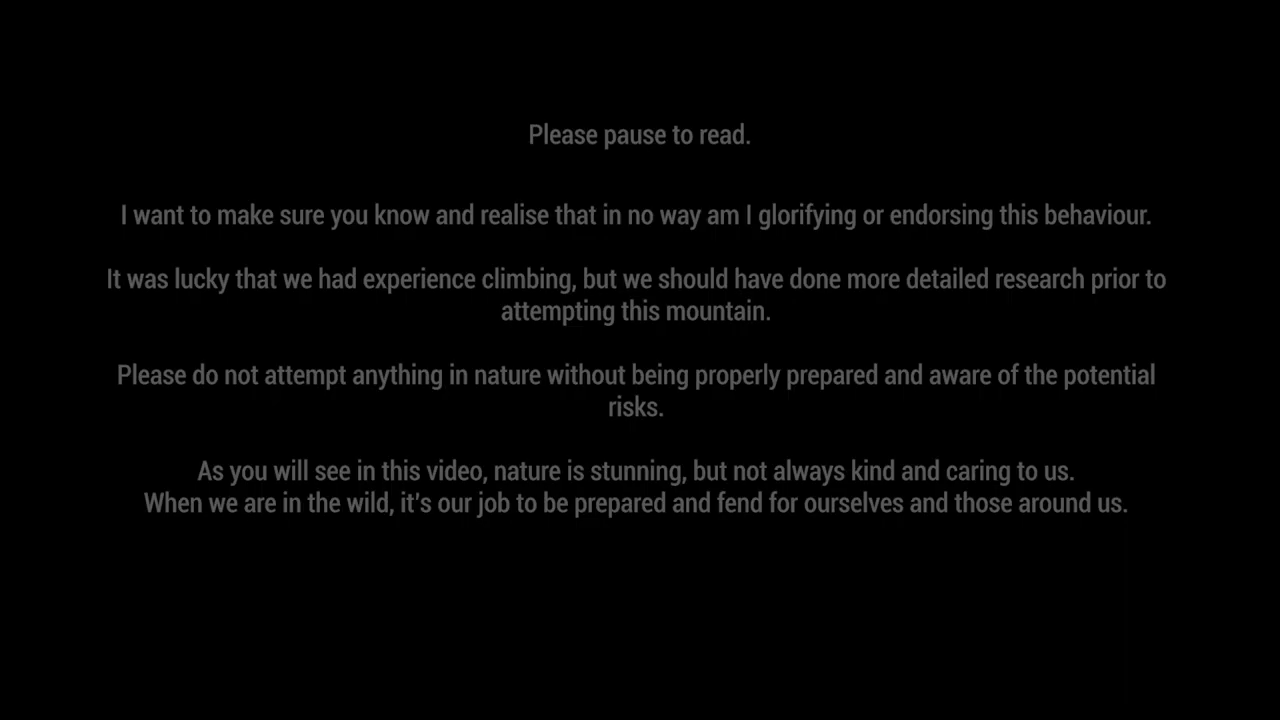 Please pause to read.
I want to make sure you know and realise that in no way am I glorifying or endorsing this behaviour.
It was lucky that we had experience climbing, but we should have done more detailed research prior to
attempting this mountain.
Please do not attempt anything in nature without being properly prepared and aware of the potential
risks.
As you will see in this video, nature is stunning, but not always kind and caring to us.
When we are in the wild, it's our job to be prepared and fend for ourselves and those around us.